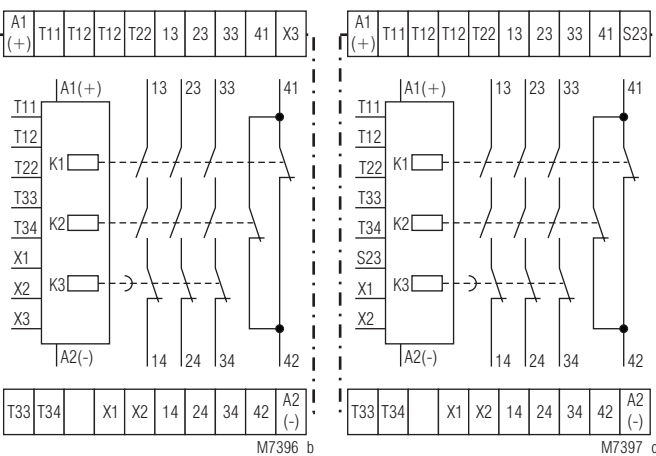 A1 (+) T11 T12 T12 T22 13 23 33 41 X3
A1(+) 13 23 33 41
T11
T12
T22
T33
T34
X1
X2
X3
K1
K2
K3
A2(-) 14 24 34 42
T33 T34 X1 X2 14 24 34 42 A2 (-)
M7396_b
A1 (+) T11 T12 T12 T22 13 23 33 41 S23
A1(+) 13 23 33 41
T11
T12
T22
T33
T34
S23
X1
X2
K1
K2
K3
A2(-) 14 24 34 42
T33 T34 X1 X2 14 24 34 42 A2 (-)